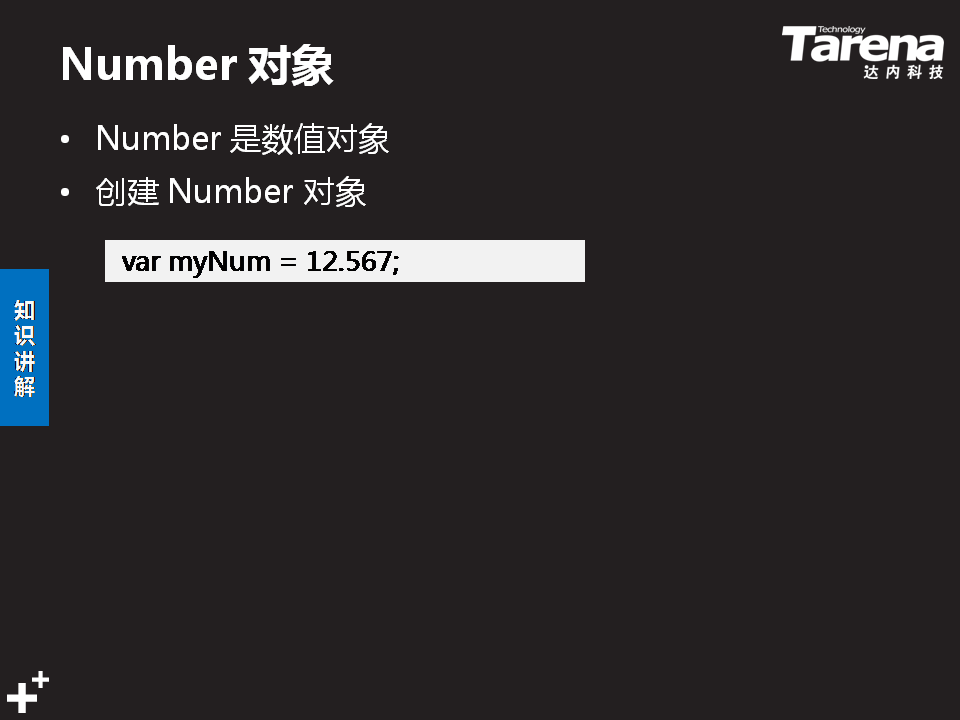 Number 对象
Technology
Tarena
达内科技
• Number 是数值对象
• 创建 Number 对象
var myNum = 12.567;
知
识
讲
解